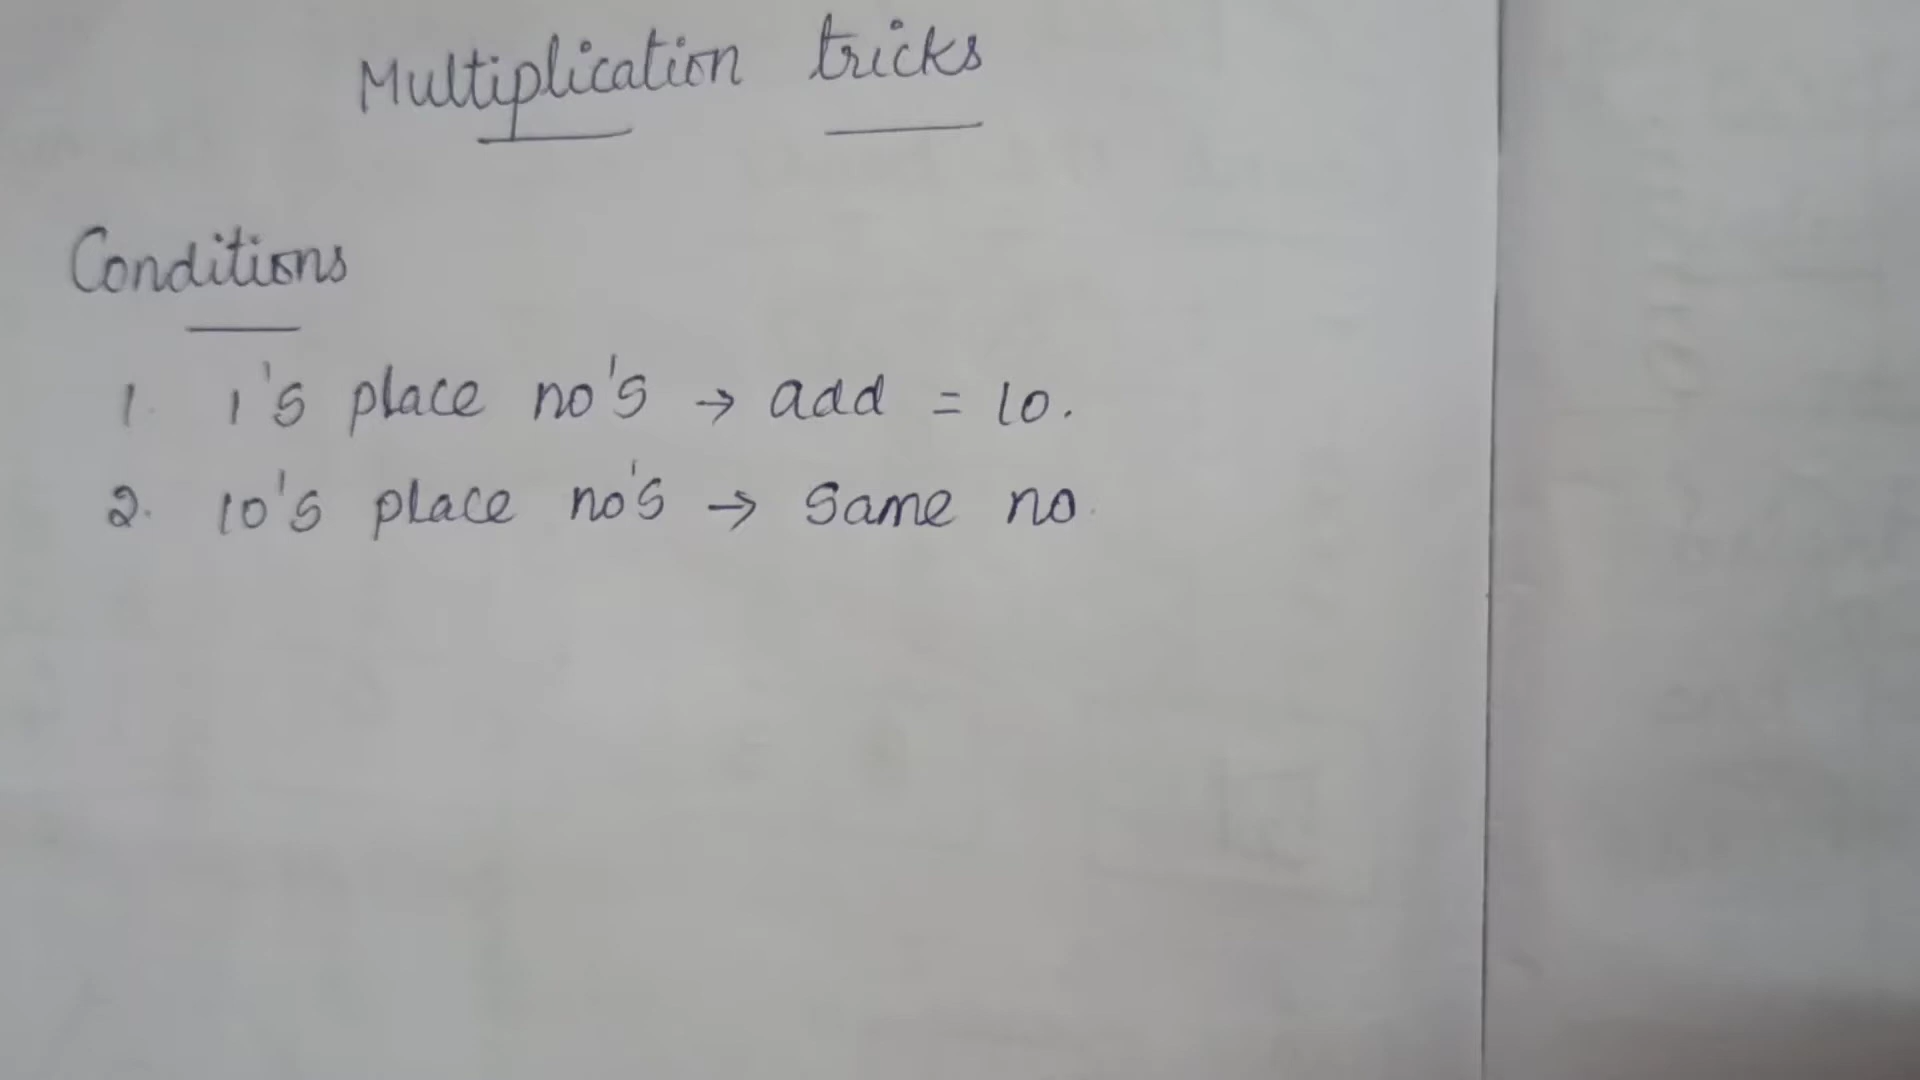 Multiplication tricks
Conditions
1. 1's place no's → add = 10.
2. 10's place no's → same no.